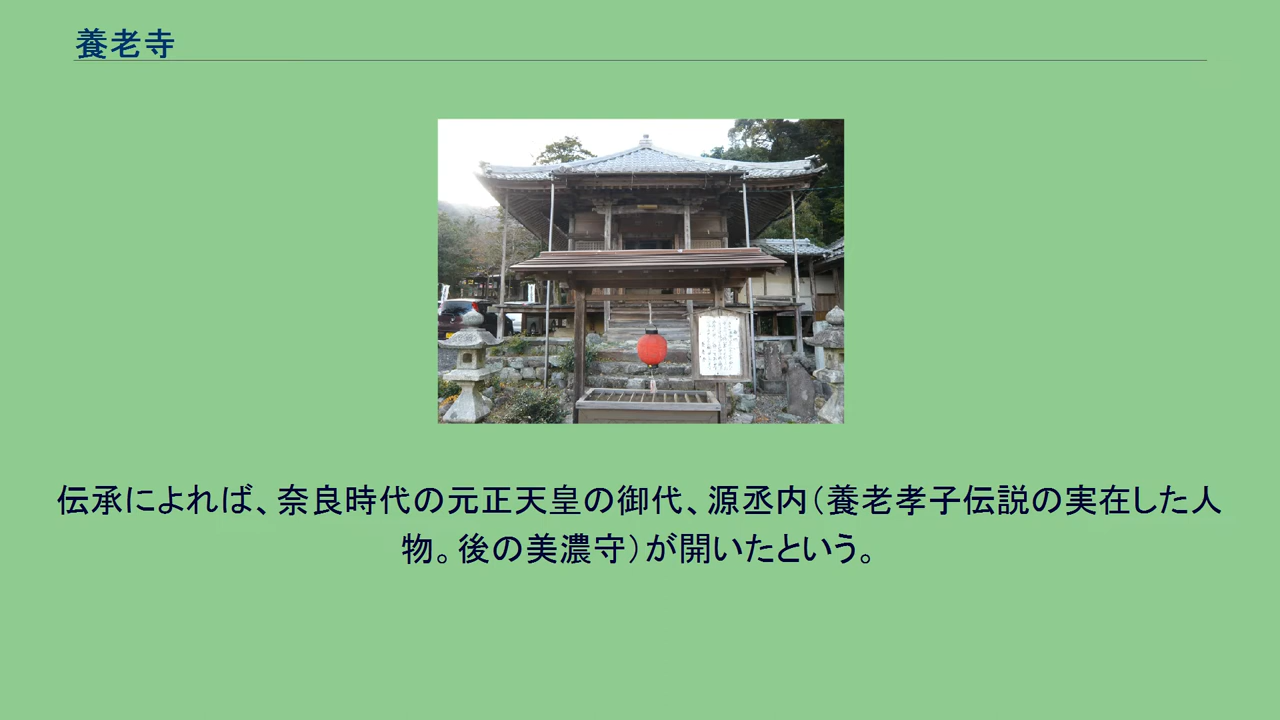 養老寺
伝承によれば、奈良時代の元正天皇の御代、源丞内（養老孝子伝説の実在した人
物。後の美濃守）が開いたという。